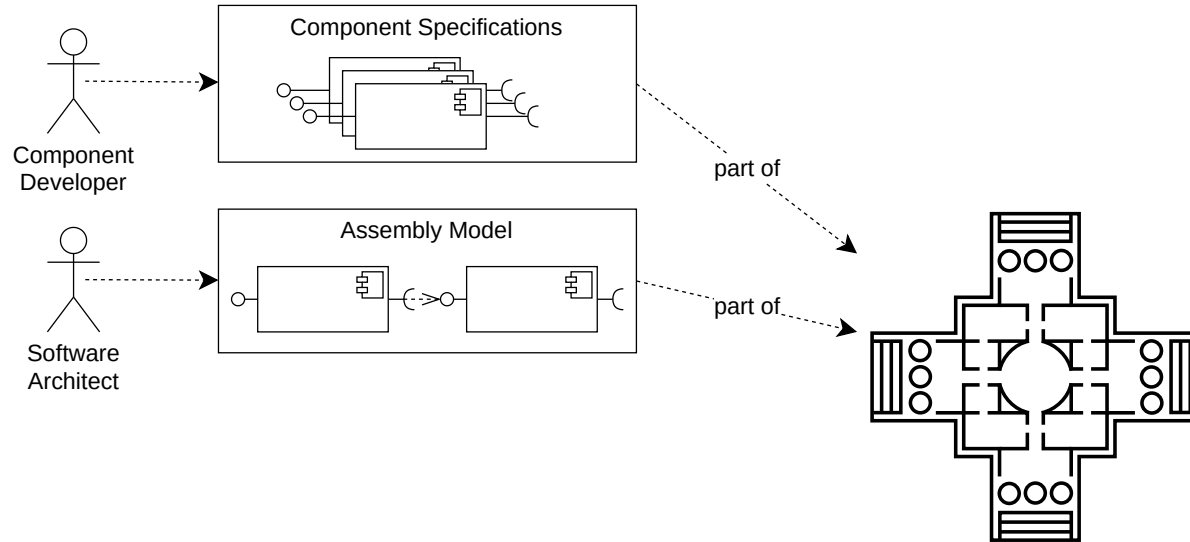 Component Specifications
Component
Developer
part of
Assembly Model
Software
Architect
part of